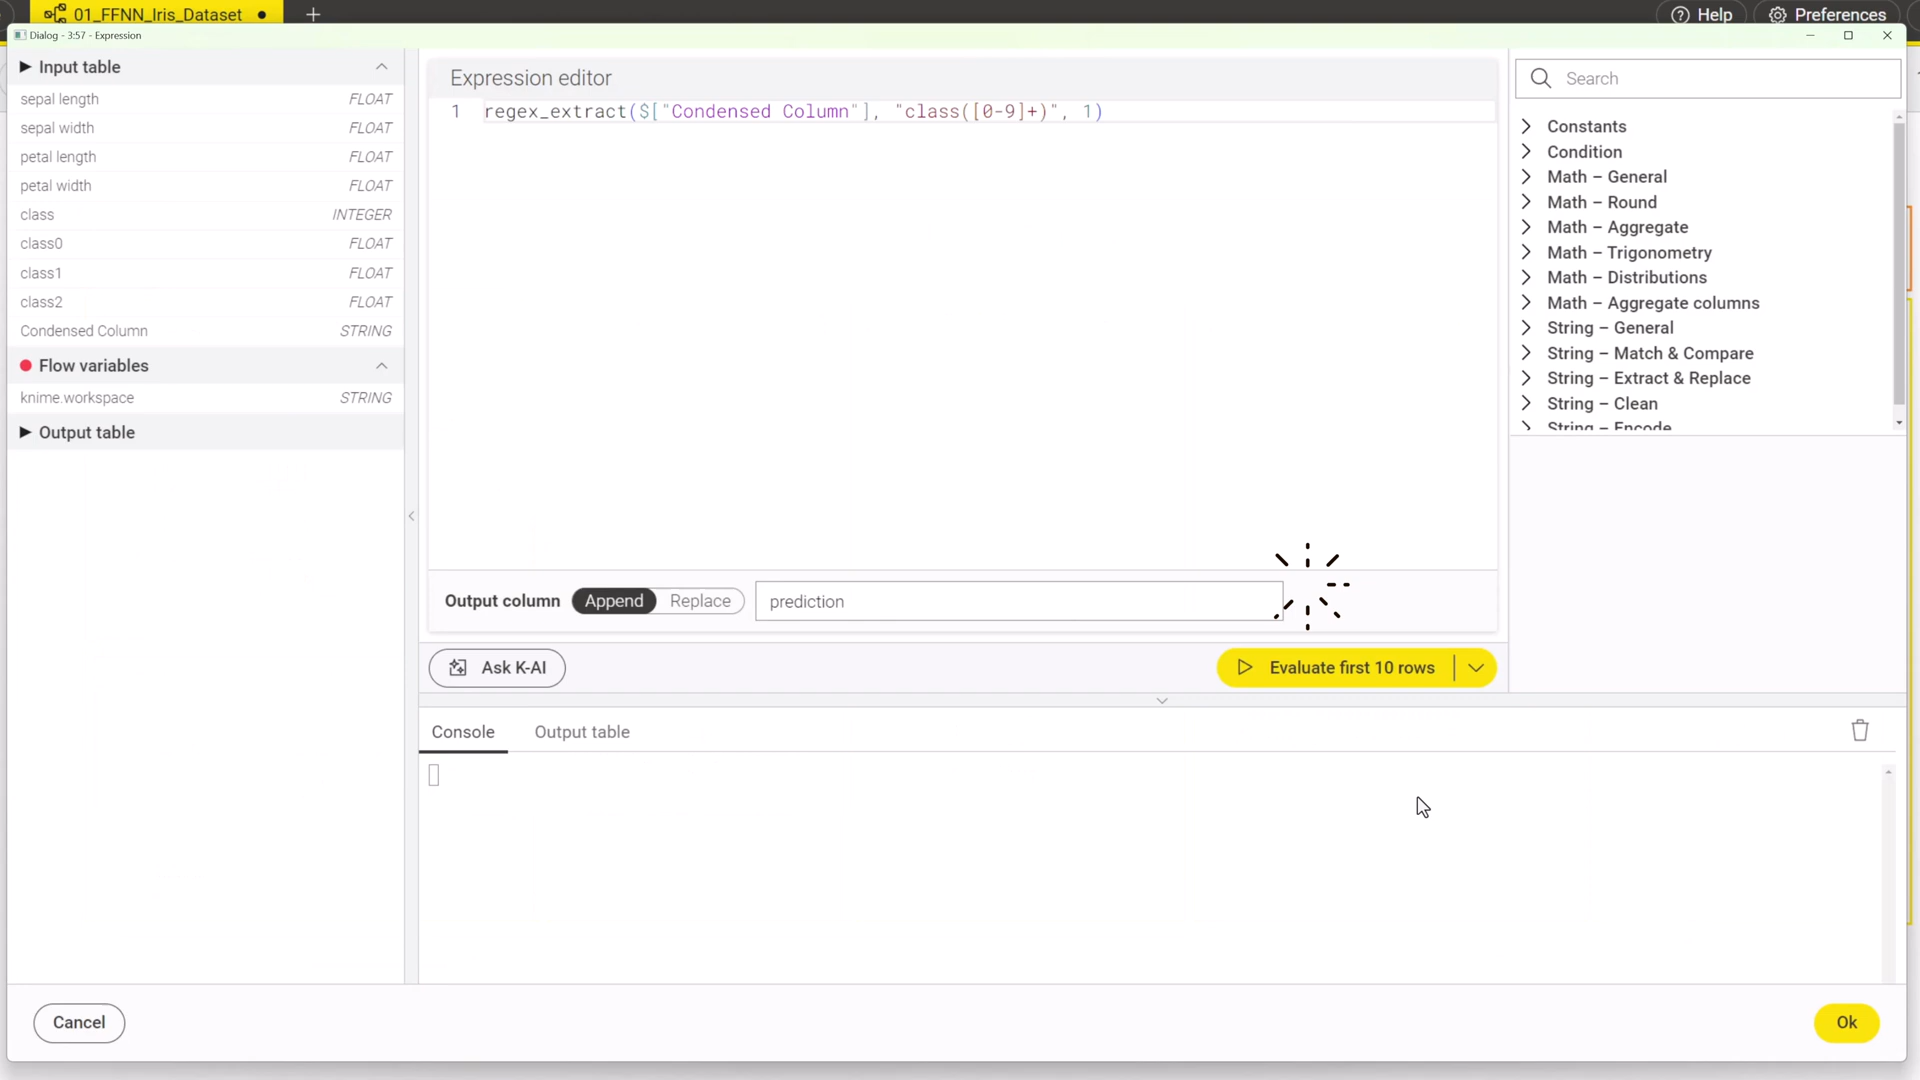 01_FFNN_Iris_Dataset
Help
Preferences
Dialog - 3:57 - Expression
Input table
sepal length FLOAT
sepal width FLOAT
petal length FLOAT
petal width FLOAT
class INTEGER
class0 FLOAT
class1 FLOAT
class2 FLOAT
Condensed Column STRING
Flow variables
knime.workspace STRING
Output table
Expression editor
1 regex_extract($["Condensed Column"], "class([0-9]+)", 1)
Output column Append Replace prediction
Ask K-AI
Evaluate first 10 rows
Console Output table
Search
Constants
Condition
Math – General
Math – Round
Math – Aggregate
Math – Trigonometry
Math – Distributions
Math – Aggregate columns
String – General
String – Match & Compare
String – Extract & Replace
String – Clean
String – Encode
Cancel
Ok